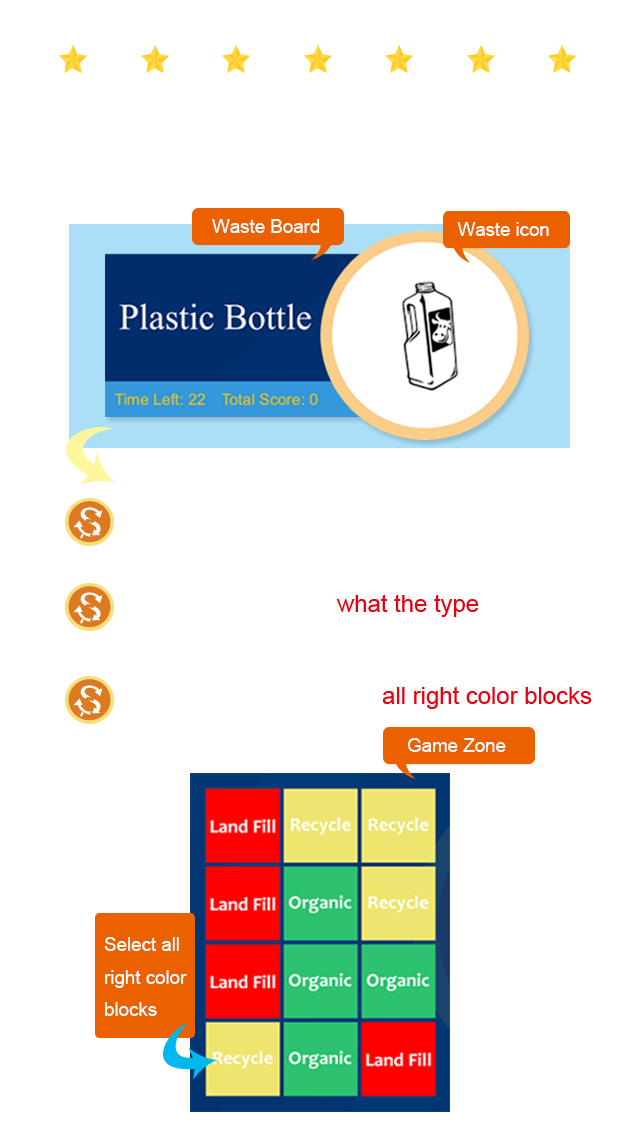 Waste Board
Waste icon
Plastic Bottle
Time Left: 22 Total Score: 0
what the type
all right color blocks
Game Zone
Land Fill Recycle Recycle
Land Fill Organic Recycle
Land Fill Organic Organic
Recycle Organic Land Fill
Select all
right color
blocks